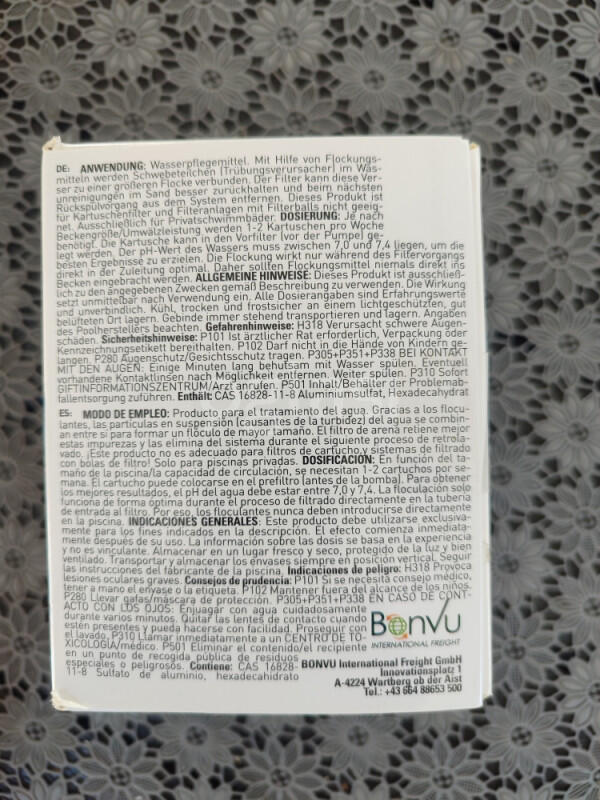 DE: ANWENDUNG: Wasserpflegemittel. Mit Hilfe von Flockungs-
mitteln werden Schwebeteilchen (Trübungsverursacher) im Was-
ser zu einer größeren Flocke verbunden. Der Filter kann diese Ver-
unreinigungen im Sand besser zurückhalten und beim nächsten
Rückspülvorgang aus dem System entfernen. Dieses Produkt ist
für Kartuschenfilter und Filteranlagen mit Filterballs nicht geeig-
net. Ausschließlich für Privatschwimmbäder. DOSIERUNG: Je nach
Beckengröße/Umwälzleistung werden 1-2 Kartuschen pro Woche
benötigt. Die Kartusche kann in den Vorfilter (vor der Pumpe) ge-
legt werden. Der pH-Wert des Wassers muss zwischen 7,0 und 7,4 liegen, um die
besten Ergebnisse zu erzielen. Die Flockung wirkt nur während des Filtervorgangs
direkt in der Zuleitung optimal. Daher sollten Flockungsmittel niemals direkt ins
Becken eingebracht werden. ALLGEMEINE HINWEISE: Dieses Produkt ist ausschließ-
lich zu den angegebenen Zwecken gemäß Beschreibung zu verwenden. Die Wirkung
setzt unmittelbar nach Verwendung ein. Alle Dosierangaben sind Erfahrungswerte
und unverbindlich. Kühl, trocken und frostsicher an einem lichtgeschützten, gut
belüfteten Ort lagern. Gebinde immer stehend transportieren und lagern. Angaben
des Poolherstellers beachten. Gefahrenhinweise: H318 Verursacht schwere Augen-
schäden. Sicherheitshinweise: P101 Ist ärztlicher Rat erforderlich, Verpackung oder
Kennzeichnungsetikett bereithalten. P102 Darf nicht in die Hände von Kindern ge-
langen. P280 Augenschutz/Gesichtsschutz tragen. P305+P351+P338 BEI KONTAKT
MIT DEN AUGEN: Einige Minuten lang behutsam mit Wasser spülen. Eventuell
vorhandene Kontaktlinsen nach Möglichkeit entfernen. Weiter spülen. P310 Sofort
GIFTINFORMATIONSZENTRUM/Arzt anrufen. P501 Inhalt/Behälter der Problemab-
fallentsorgung zuführen. Enthält: CAS 16828-11-8 Aluminiumsulfat, Hexadecahydrat
ES: MODO DE EMPLEO: Producto para el tratamiento del agua. Gracias a los flocu-
lantes, las partículas en suspensión (causantes de la turbidez) del agua se combin-
an entre sí para formar un flóculo de mayor tamaño. El filtro de arena retiene mejor
estas impurezas y las elimina del sistema durante el siguiente proceso de retrola-
vado. ¡Este producto no es adecuado para filtros de cartucho y sistemas de filtrado
con bolas de filtro! Solo para piscinas privadas. DOSIFICACIÓN: En función del ta-
maño de la piscina/la capacidad de circulación, se necesitan 1-2 cartuchos por se-
mana. El cartucho puede colocarse en el prefiltro (antes de la bomba). Para obtener
los mejores resultados, el pH del agua debe estar entre 7,0 y 7,4. La floculación solo
funciona de forma óptima durante el proceso de filtrado directamente en la tubería
de entrada al filtro. Por eso, los floculantes nunca deben introducirse directamente
en la piscina. INDICACIONES GENERALES: Este producto debe utilizarse exclusiva-
mente para los fines indicados en la descripción. El efecto comienza inmediata-
mente después de su uso. La información sobre las dosis se basa en la experiencia
y no es vinculante. Almacenar en un lugar fresco y seco, protegido de la luz y bien
ventilado. Transportar y almacenar los envases siempre en posición vertical. Seguir
las instrucciones del fabricante de la piscina. Indicaciones de peligro: H318 Provoca
lesiones oculares graves. Consejos de prudencia: P101 Si se necesita consejo médico,
tener a mano el envase o la etiqueta. P102 Mantener fuera del alcance de los niños.
P280 Llevar gafas/máscara de protección. P305+P351+P338 EN CASO DE CONT-
ACTO CON LOS OJOS: Enjuagar con agua cuidadosamente
durante varios minutos. Quitar las lentes de contacto cuando
estén presentes y pueda hacerse con facilidad. Proseguir con
el lavado. P310 Llamar inmediatamente a un CENTRO DE TO-
XICOLOGÍA/médico. P501 Eliminar el contenido/el recipiente
en un punto de recogida pública de residuos
especiales o peligrosos. Contiene: CAS 16828-
11-8 Sulfato de aluminio, hexadecahidrato
BONVU
INTERNATIONAL FREIGHT
BONVU International Freight GmbH
Innovationsplatz 1
A-4224 Wartberg ob der Aist
Tel.: +43 664 88653 500